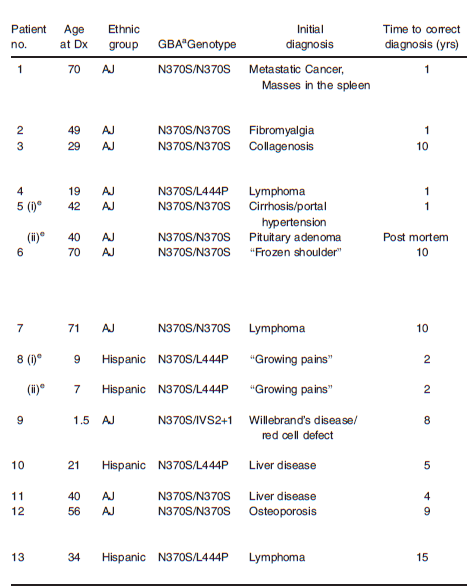 Patient Age Ethnic Initial Time to correct
no. at Dx group GBAᵃGenotype diagnosis diagnosis (yrs)
1 70 AJ N370S/N370S Metastatic Cancer, 1
Masses in the spleen
2 49 AJ N370S/N370S Fibromyalgia 1
3 29 AJ N370S/N370S Collagenosis 10
4 19 AJ N370S/L444P Lymphoma 1
5 (i)ᵉ 42 AJ N370S/N370S Cirrhosis/portal 1
hypertension
(ii)ᵉ 40 AJ N370S/N370S Pituitary adenoma Post mortem
6 70 AJ N370S/N370S “Frozen shoulder” 10
7 71 AJ N370S/N370S Lymphoma 10
8 (i)ᵉ 9 Hispanic N370S/L444P “Growing pains” 2
(ii)ᵉ 7 Hispanic N370S/L444P “Growing pains” 2
9 1.5 AJ N370S/IVS2+1 Willebrand’s disease/ 8
red cell defect
10 21 Hispanic N370S/L444P Liver disease 5
11 40 AJ N370S/N370S Liver disease 4
12 56 AJ N370S/N370S Osteoporosis 9
13 34 Hispanic N370S/L444P Lymphoma 15